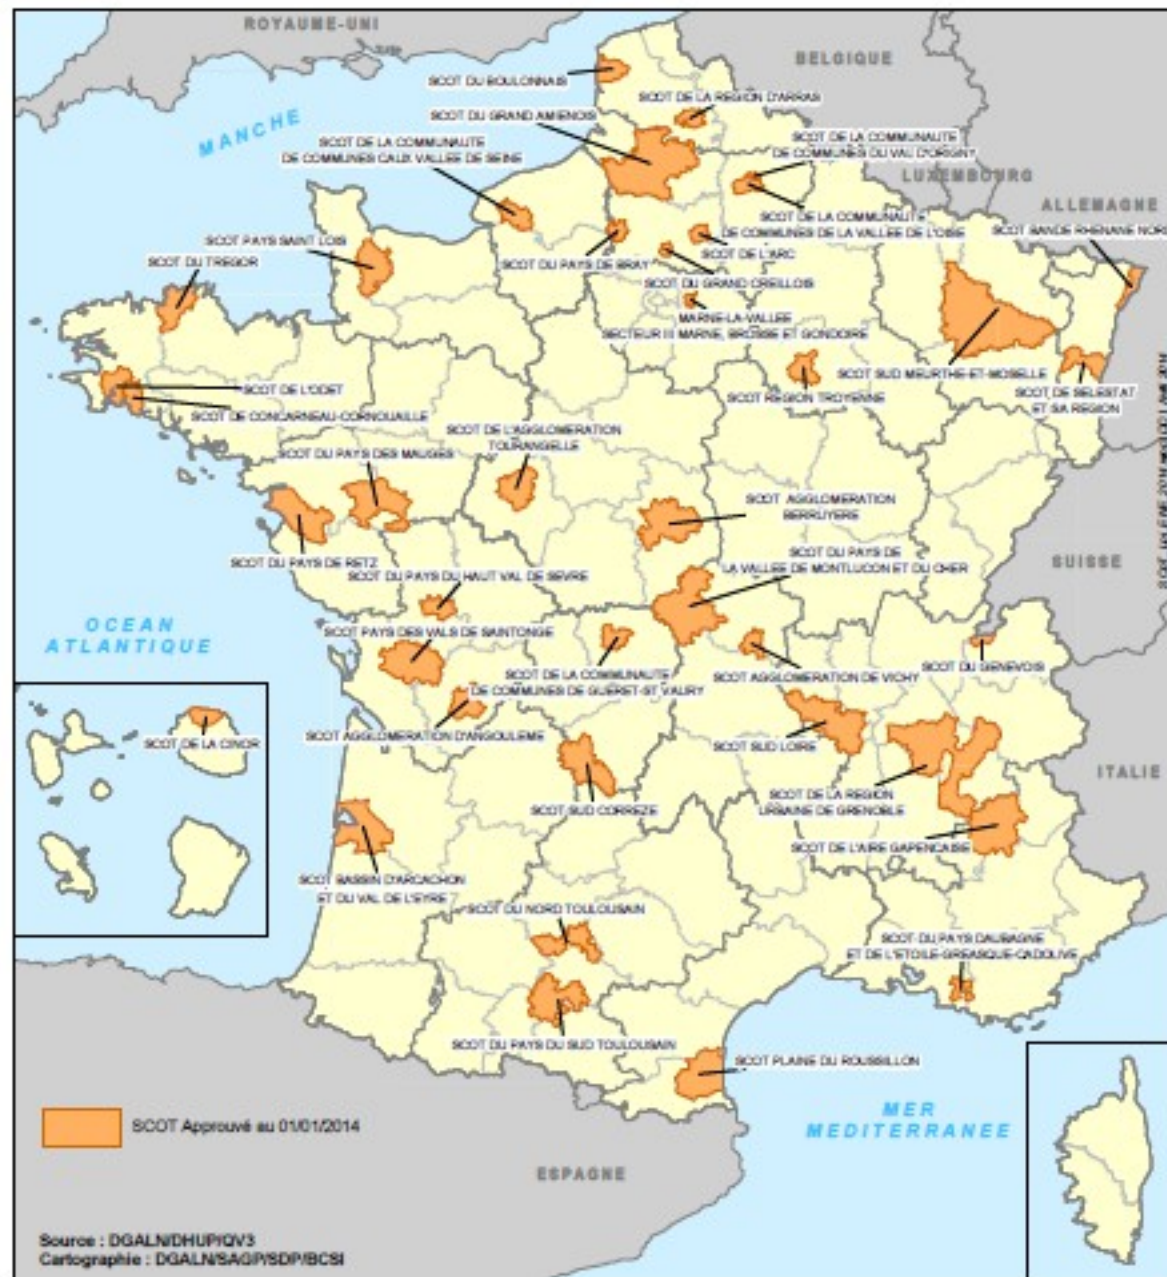 ROYAUME-UNI
BELGIQUE
MANCHE
SCOT DU BOULONNAIS
SCOT DE LA REGION D'ARRAS
SCOT DU GRAND AMIENOIS
SCOT DE LA COMMUNAUTE
DE COMMUNES CAUX VALLEE DE SEINE
SCOT DE LA COMMUNAUTE
DE COMMUNES DU VAL D'ORIGNY
LUXEMBOURG
ALLEMAGNE
SCOT DE LA COMMUNAUTE
DE COMMUNES DE LA VALLEE DE L'OISE
SCOT BANDE RHENANE NORD
SCOT PAYS SAINT LOIS
SCOT DU TREGOR
SCOT DU PAYS DE BRAY
SCOT DE L'ARC
SCOT DU GRAND CREILLOIS
MARNE-LA-VALLEE
SECTEUR III MARNE, BROSSE ET GONDOIRE
SCOT SUD MEURTHE-ET-MOSELLE
SCOT REGION TROYENNE
SCOT DE SELESTAT
ET SA REGION
SCOT DE L'ODET
SCOT DE CONCARNEAU-CORNOUAILLE
SCOT DE L'AGGLOMERATION
TOURANGELLE
SCOT DU PAYS DES MAUGES
SCOT AGGLOMERATION
BERRUYERE
SCOT DU PAYS DE RETZ
SCOT DU PAYS DE
LA VALLEE DE MONTLUCON ET DU CHER
SUISSE
SCOT DU PAYS DU HAUT VAL DE SEVRE
OCEAN
ATLANTIQUE
SCOT PAYS DES VALS DE SAINTONGE
SCOT DE LA COMMUNAUTE
DE COMMUNES DE GUERET-ST VAURY
SCOT AGGLOMERATION DE VICHY
SCOT DU GENEVOIS
SCOT AGGLOMERATION D'ANGOULEME
SCOT SUD LOIRE
SCOT DE LA CINOR
ITALIE
SCOT SUD CORREZE
SCOT DE LA REGION
URBAINE DE GRENOBLE
SCOT DE L'AIRE GAPENÇAISE
SCOT BASSIN D'ARCACHON
ET DU VAL DE L'EYRE
SCOT DU NORD TOULOUSAIN
SCOT DU PAYS DAUBAGNE
ET DE L'ETOILE-GREASQUE-CADOLIVE
SCOT DU PAYS DU SUD TOULOUSAIN
SCOT PLAINE DU ROUSSILLON
MER
MEDITERRANEE
SCOT Approuvé au 01/01/2014
ESPAGNE
Source : DGALN/DHUP/QV3
Cartographie : DGALN/SAGP/SDP/BCSI